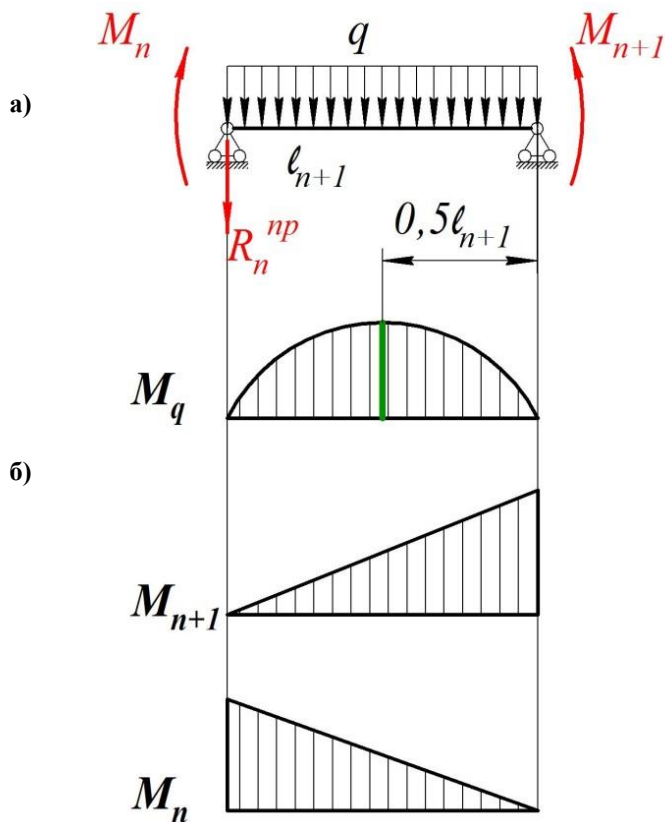 M_n q M_{n+1}
а)
ℓ_{n+1} 0,5ℓ_{n+1}
R_n^{np}
M_q
б)
M_{n+1}
M_n